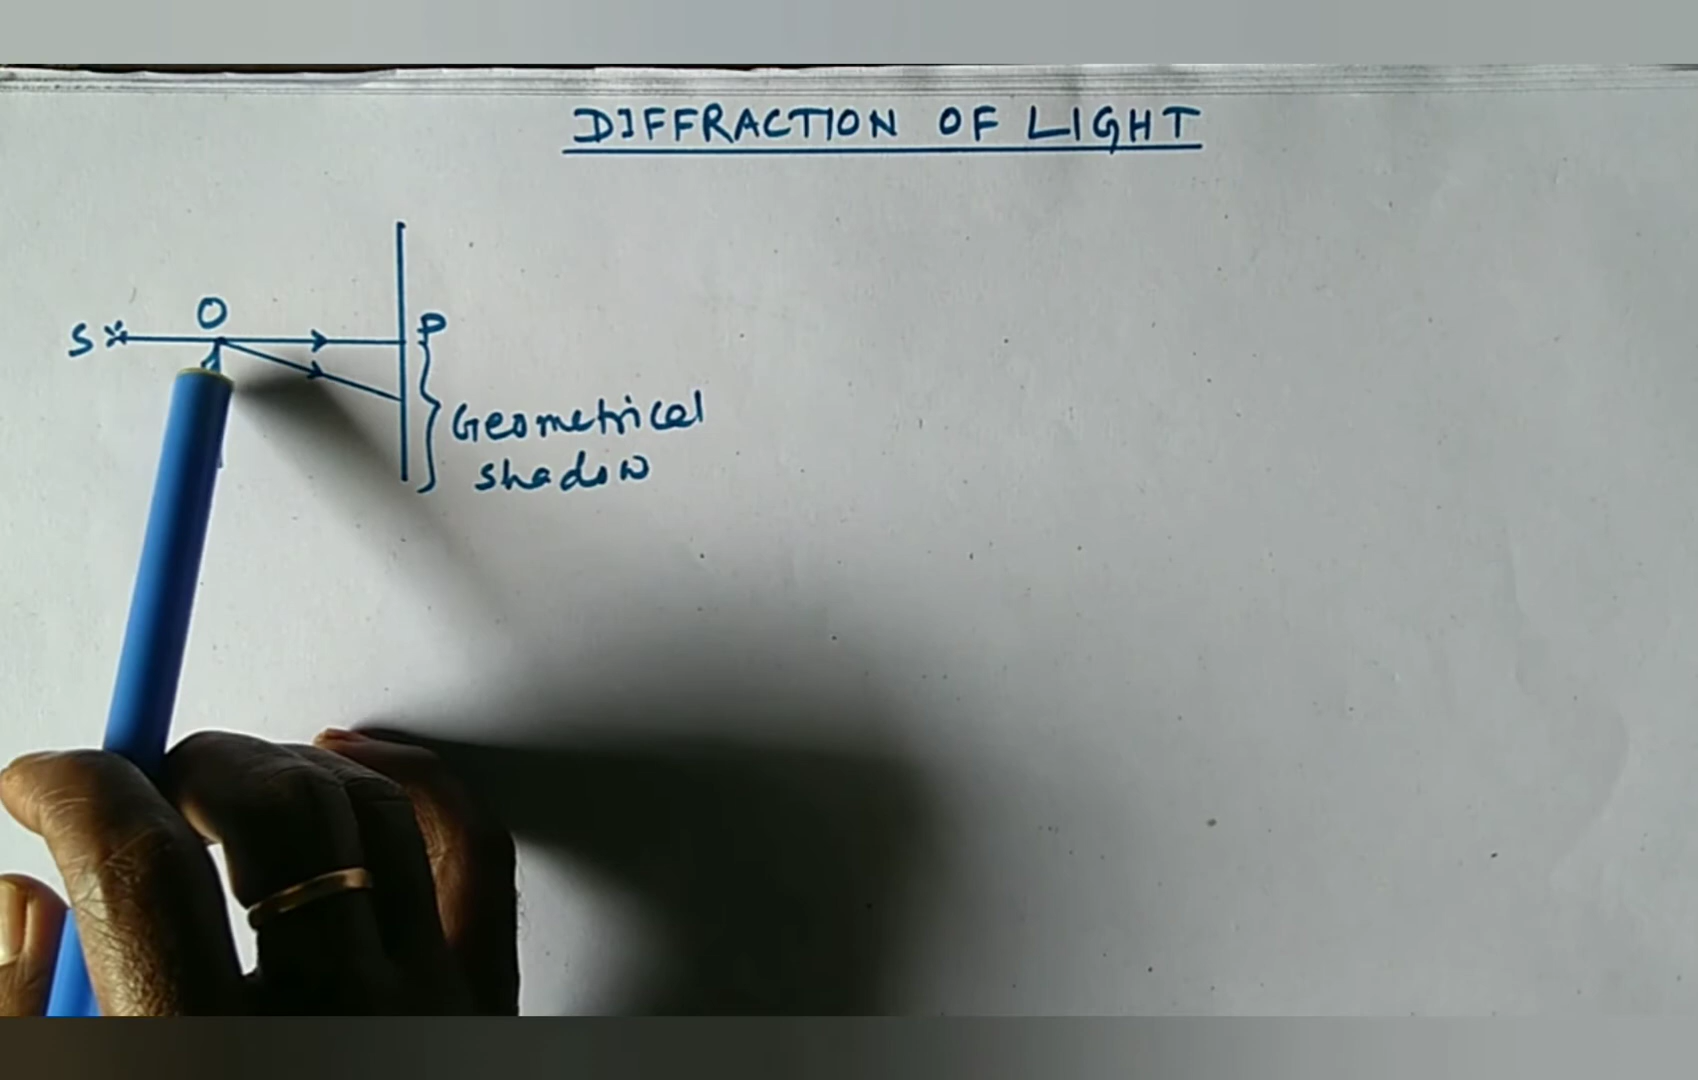 DIFFRACTION OF LIGHT
O
S
P
Geometrical
shadow